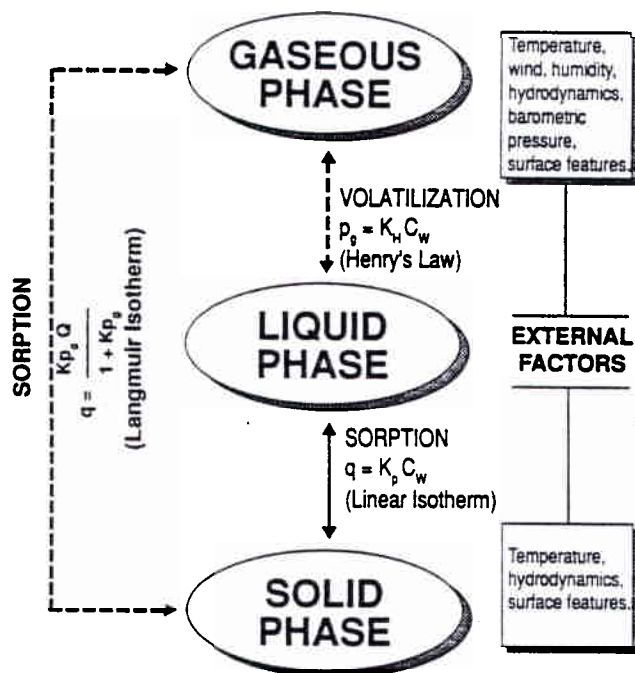 GASEOUS
PHASE
Temperature,
wind, humidity,
hydrodynamics,
barometric
pressure,
surface features.
VOLATILIZATION
p_g = K_H C_W
(Henry's Law)
SORPTION
q = Kp_g Q / 1 + Kp_g
(Langmuir Isotherm)
LIQUID
PHASE
EXTERNAL
FACTORS
SORPTION
q = K_p C_W
(Linear Isotherm)
SOLID
PHASE
Temperature,
hydrodynamics,
surface features.